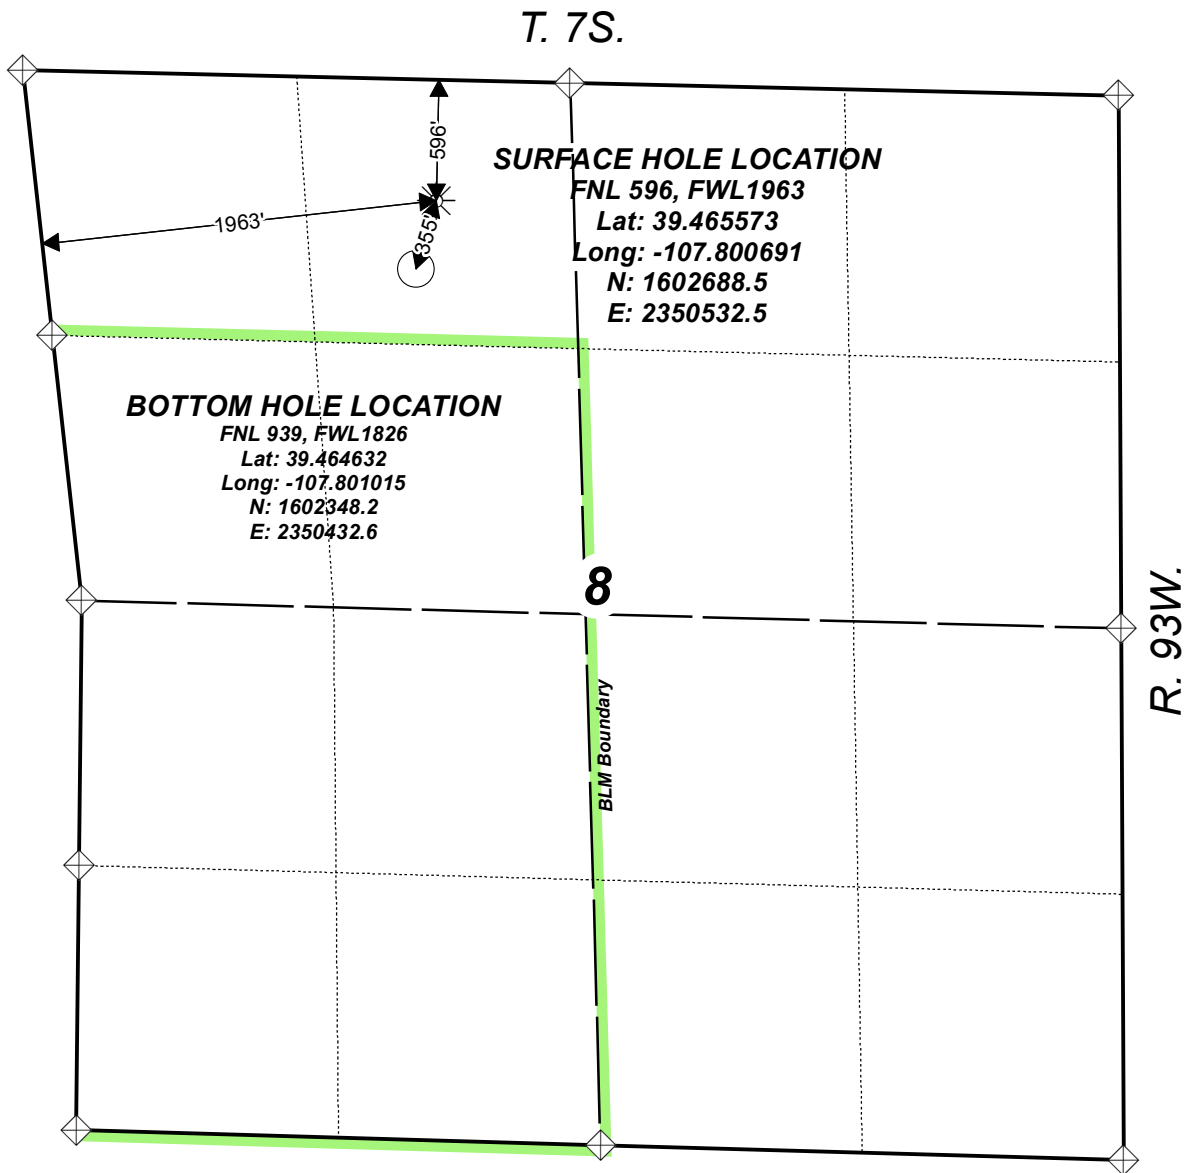 T. 7S.
596'
SURFACE HOLE LOCATION
FNL 596, FWL1963
Lat: 39.465573
Long: -107.800691
N: 1602688.5
E: 2350532.5
1963'
355'
BOTTOM HOLE LOCATION
FNL 939, FWL1826
Lat: 39.464632
Long: -107.801015
N: 1602348.2
E: 2350432.6
8
R. 93W.
BLM Boundary